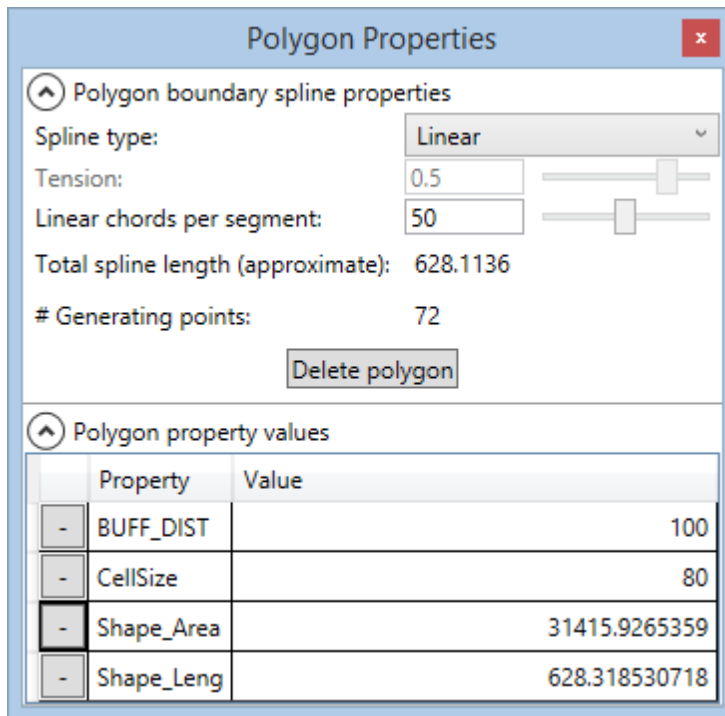 Polygon Properties
x
Polygon boundary spline properties
Spline type: Linear
Tension: 0.5
Linear chords per segment: 50
Total spline length (approximate): 628.1136
# Generating points: 72
Delete polygon
Polygon property values
Property Value
- BUFF_DIST 100
- CellSize 80
- Shape_Area 31415.9265359
- Shape_Leng 628.318530718